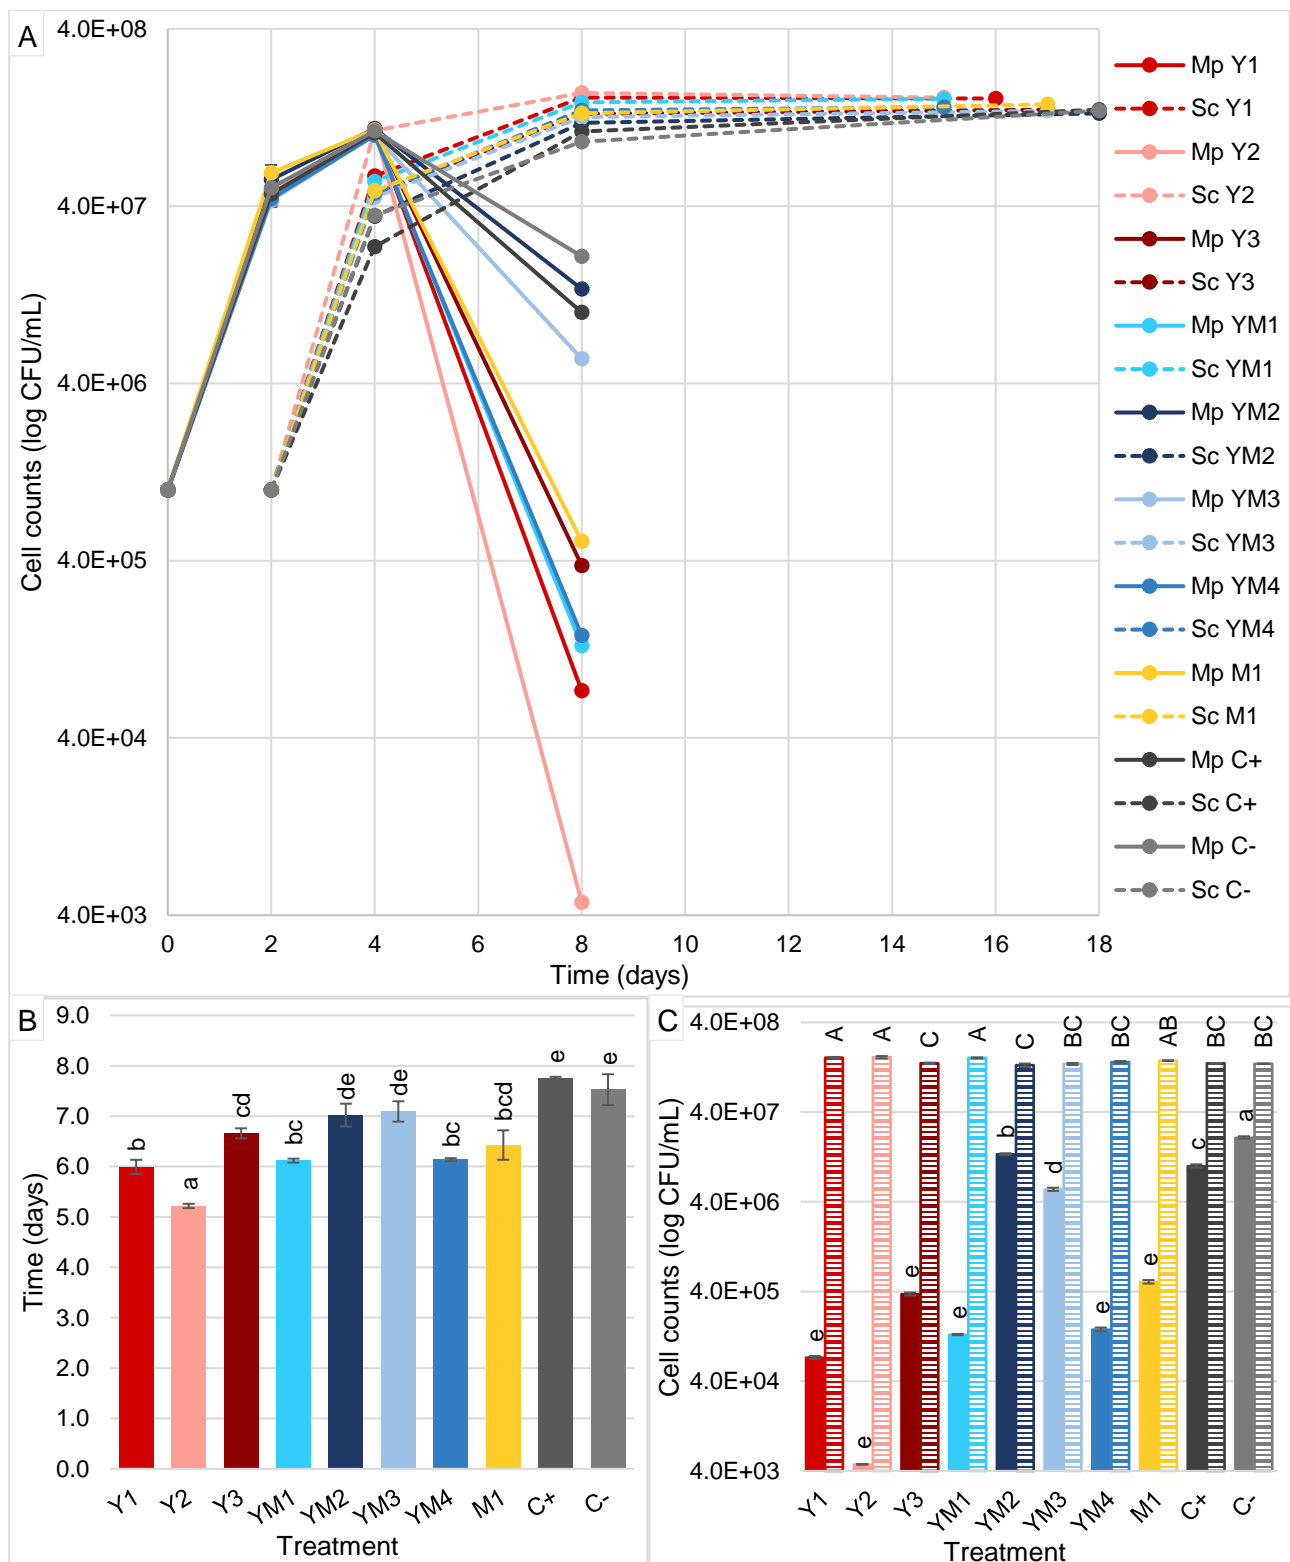 A
4.0E+08
4.0E+07
4.0E+06
4.0E+05
4.0E+04
4.0E+03
Cell counts (log CFU/mL)
0 2 4 6 8 10 12 14 16 18
Time (days)
Mp Y1
Sc Y1
Mp Y2
Sc Y2
Mp Y3
Sc Y3
Mp YM1
Sc YM1
Mp YM2
Sc YM2
Mp YM3
Sc YM3
Mp YM4
Sc YM4
Mp M1
Sc M1
Mp C+
Sc C+
Mp C-
Sc C-
B
9.0
8.0
7.0
6.0
5.0
4.0
3.0
2.0
1.0
0.0
Time (days)
b a cd bc de de bc bcd e e
Y1 Y2 Y3 YM1 YM2 YM3 YM4 M1 C+ C-
Treatment
C
4.0E+08
4.0E+07
4.0E+06
4.0E+05
4.0E+04
4.0E+03
Cell counts (log CFU/mL)
A A C A C BC BC AB BC BC
e e e e b d e e c a
Y1 Y2 Y3 YM1 YM2 YM3 YM4 M1 C+ C-
Treatment